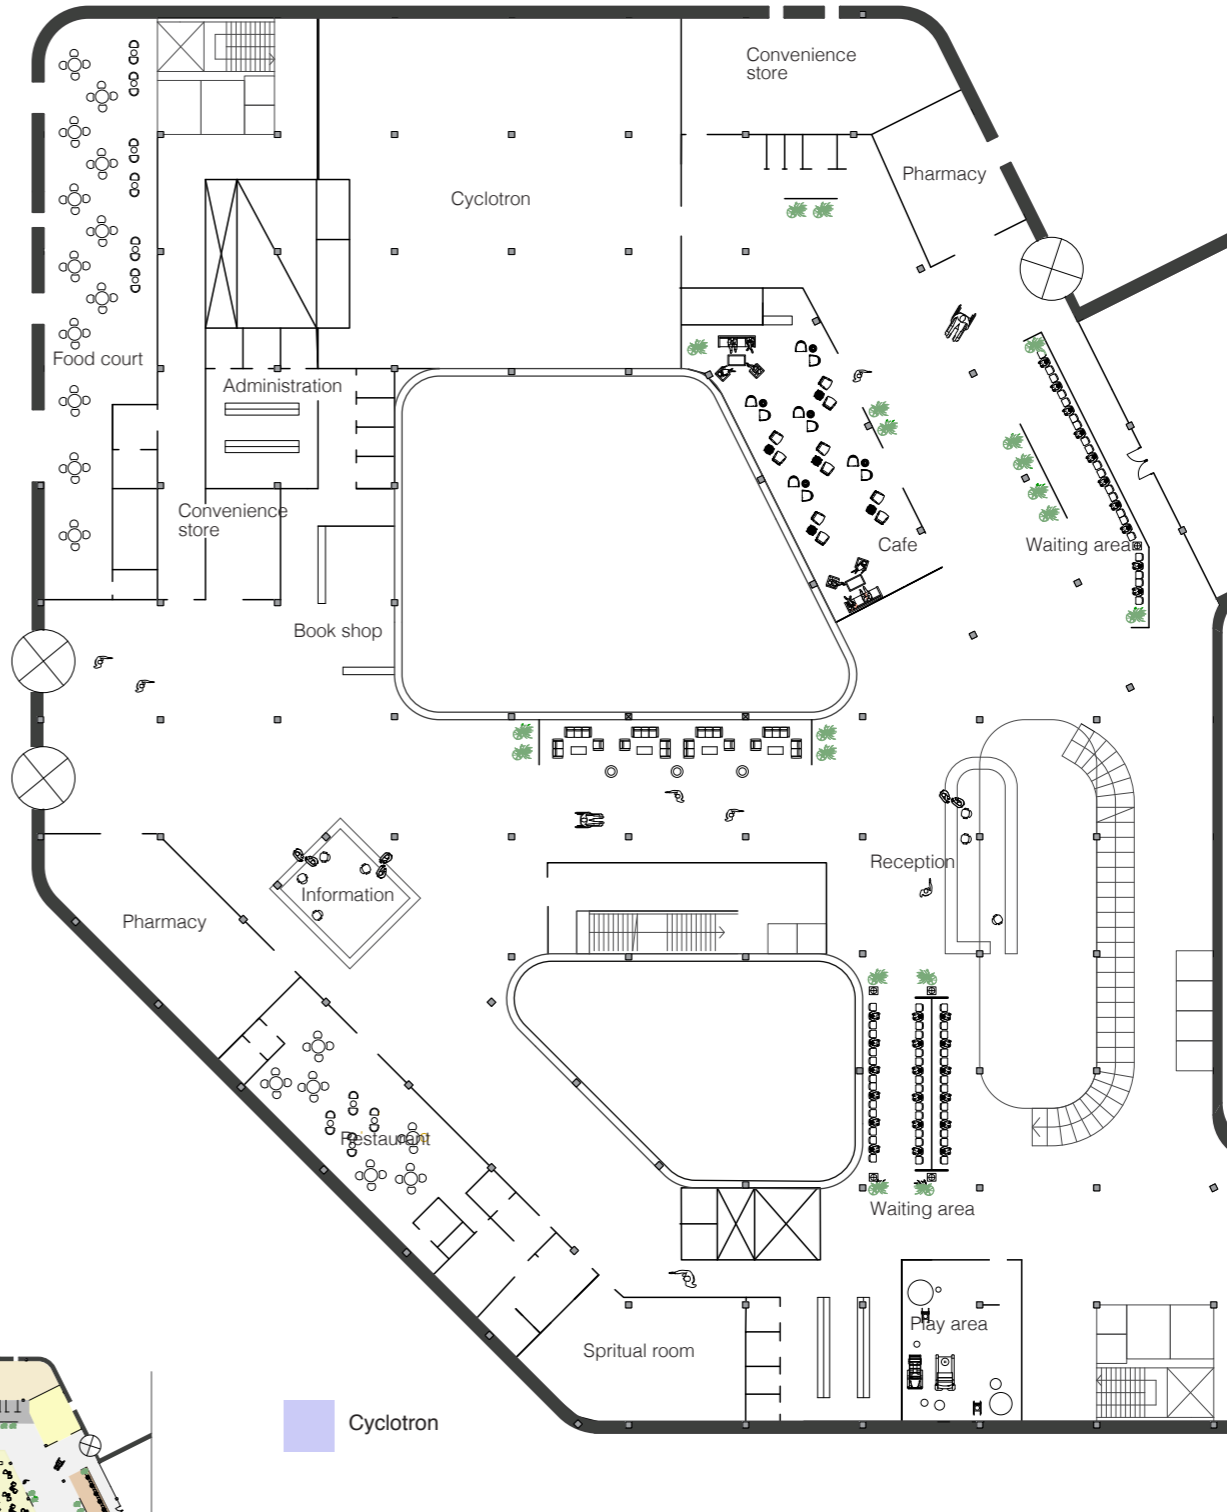 Convenience
store
Pharmacy
Cyclotron
Food court
Administration
Convenience
store
Cafe
Waiting area
Book shop
Reception
Information
Pharmacy
Restaurant
Waiting area
Play area
Spritual room
Cyclotron